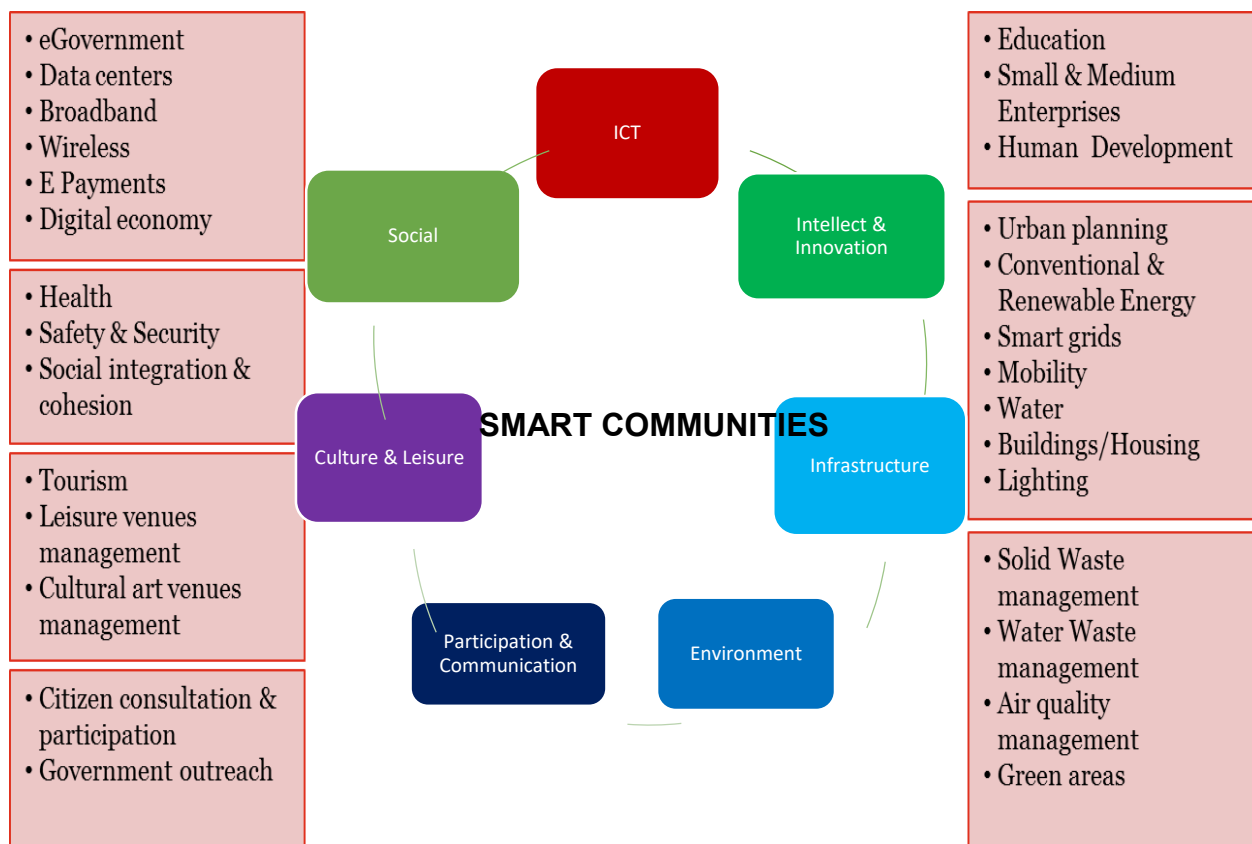 • eGovernment
• Data centers
• Broadband
• Wireless
• E Payments
• Digital economy
• Health
• Safety & Security
• Social integration &
cohesion
• Tourism
• Leisure venues
management
• Cultural art venues
management
• Citizen consultation &
participation
• Government outreach
ICT
Social
Intellect &
Innovation
SMART COMMUNITIES
Culture & Leisure
Infrastructure
Participation &
Communication
Environment
• Education
• Small & Medium
Enterprises
• Human Development
• Urban planning
• Conventional &
Renewable Energy
• Smart grids
• Mobility
• Water
• Buildings/Housing
• Lighting
• Solid Waste
management
• Water Waste
management
• Air quality
management
• Green areas